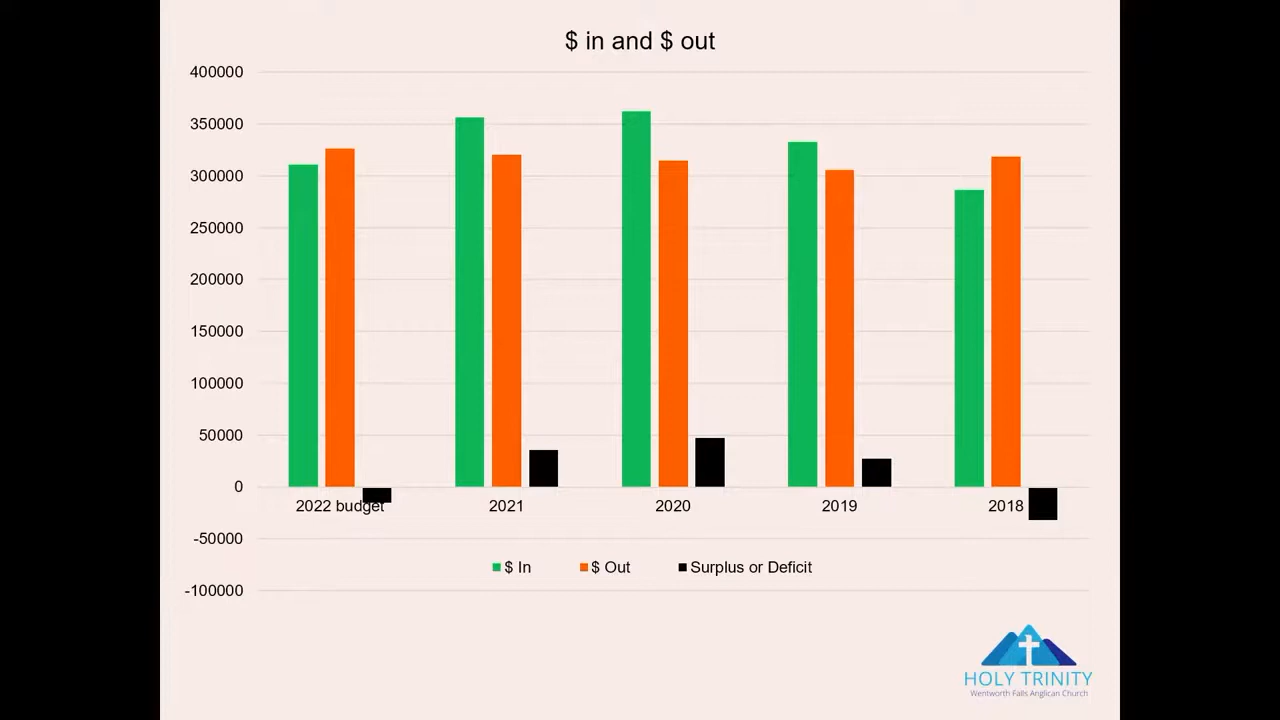 $ in and $ out
400000
350000
300000
250000
200000
150000
100000
50000
0
2022 budget 2021 2020 2019 2018
-50000
$ In $ Out Surplus or Deficit
-100000
HOLY TRINITY
Wentworth Falls Anglican Church